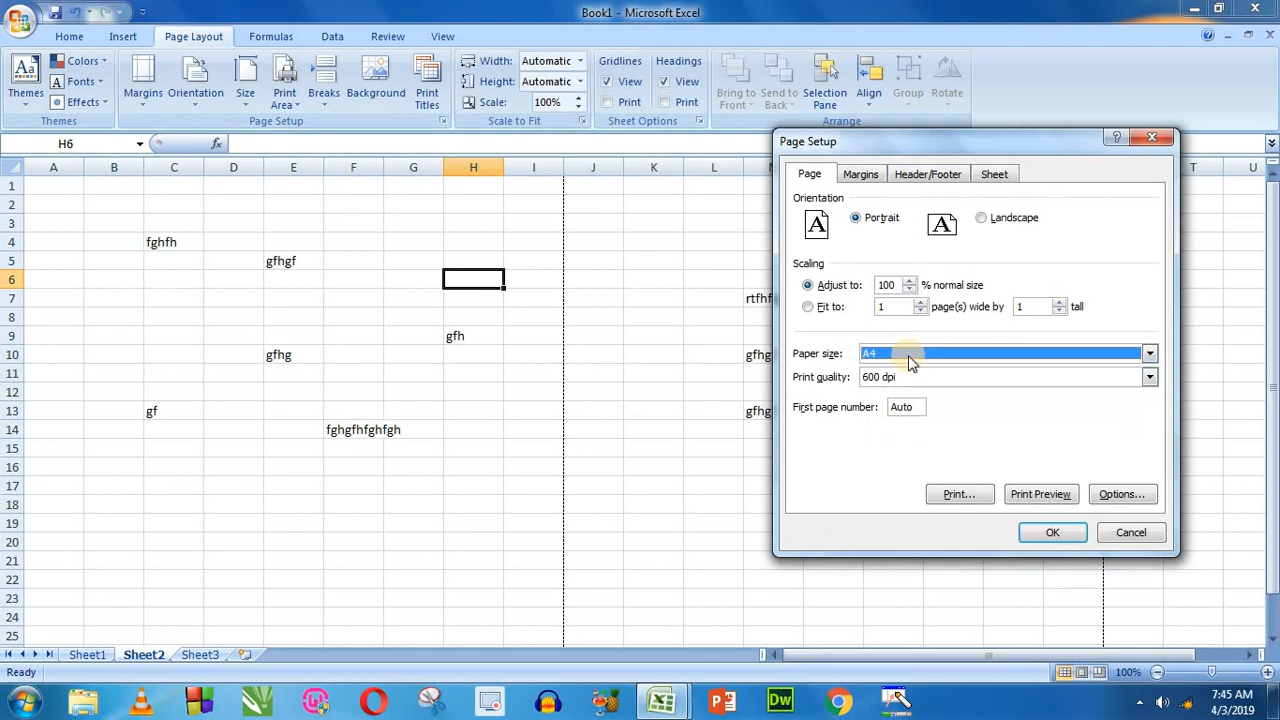 Book1 - Microsoft Excel
Home Insert Page Layout Formulas Data Review View
Themes Colors Fonts Effects
Margins Orientation Size Print Area Breaks Background Print Titles
Width: Automatic
Height: Automatic
Scale: 100%
Gridlines Headings
View View
Print Print
Bring to Front Send to Back Selection Pane Align Group Rotate
Themes Page Setup Scale to Fit Sheet Options Arrange
H6 fx
A B C D E F G H I J K L T U
1
2
3
4 fghfh
5 gfhgf
6
7 rtfhf
8
9 gfh
10 gfhg gfhg
11
12
13 gf gfhg
14 fghgfhfghfgh
15
16
17
18
19
20
21
22
23
24
25
Page Setup
Page Margins Header/Footer Sheet
Orientation
A Portrait A Landscape
Scaling
Adjust to: 100 % normal size
Fit to: 1 page(s) wide by 1 tall
Paper size: A4
Print quality: 600 dpi
First page number: Auto
Print... Print Preview Options...
OK Cancel
Sheet1 Sheet2 Sheet3
Ready 100%
Dw
7:45 AM
4/3/2019